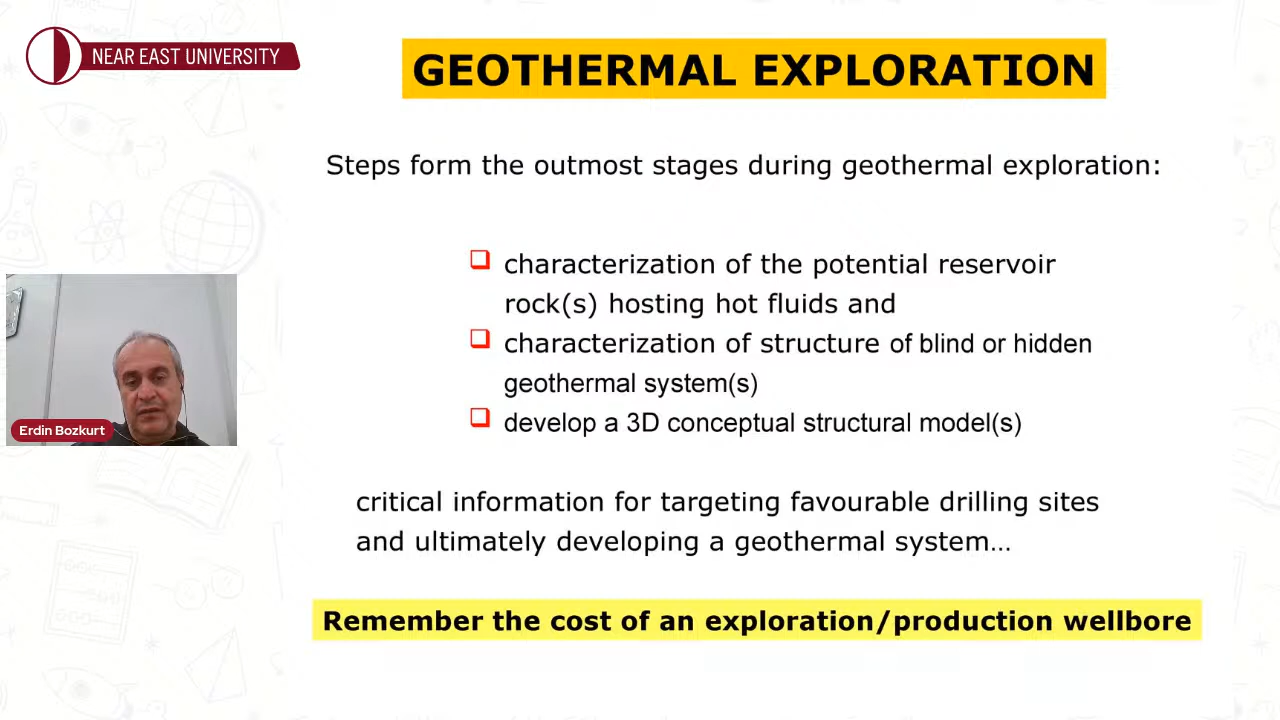 NEAR EAST UNIVERSITY
GEOTHERMAL EXPLORATION
Steps form the outmost stages during geothermal exploration:
characterization of the potential reservoir
rock(s) hosting hot fluids and
characterization of structure of blind or hidden
geothermal system(s)
develop a 3D conceptual structural model(s)
Erdin Bozkurt
critical information for targeting favourable drilling sites
and ultimately developing a geothermal system…
Remember the cost of an exploration/production wellbore